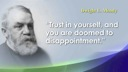 "Trust in yourself, and
you are doomed to
disappointment."